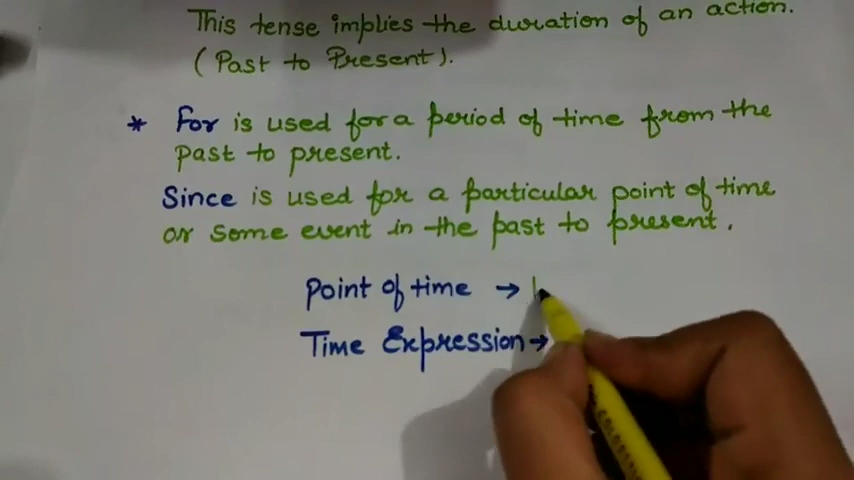 This tense implies the duration of an action.
(Past to Present).
* For is used for a period of time from the
past to present.
Since is used for a particular point of time
or some event in the past to present.
Point of time →
Time Expression →